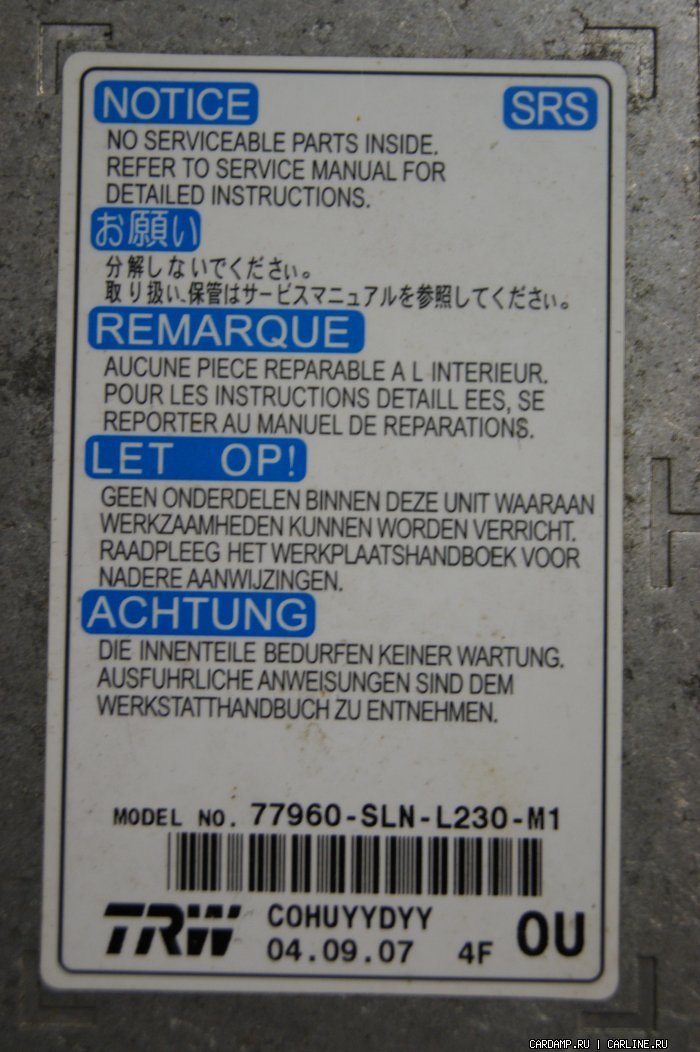 NOTICE SRS
NO SERVICEABLE PARTS INSIDE.
REFER TO SERVICE MANUAL FOR
DETAILED INSTRUCTIONS.
お願い
分解しないでください。
取り扱い、保管はサービスマニュアルを参照してください。
REMARQUE
AUCUNE PIECE REPARABLE A L INTERIEUR.
POUR LES INSTRUCTIONS DETAILL EES, SE
REPORTER AU MANUEL DE REPARATIONS.
LET OP!
GEEN ONDERDELEN BINNEN DEZE UNIT WAARAAN
WERKZAAMHEDEN KUNNEN WORDEN VERRICHT.
RAADPLEEG HET WERKPLAATSHANDBOEK VOOR
NADERE AANWIJZINGEN.
ACHTUNG
DIE INNENTEILE BEDURFEN KEINER WARTUNG.
AUSFUHRLICHE ANWEISUNGEN SIND DEM
WERKSTATTHANDBUCH ZU ENTNEHMEN.
MODEL NO. 77960-SLN-L230-M1
TRW COHUYYDYY 0U
04.09.07 4F
CARDAMP.RU | CARLINE.RU